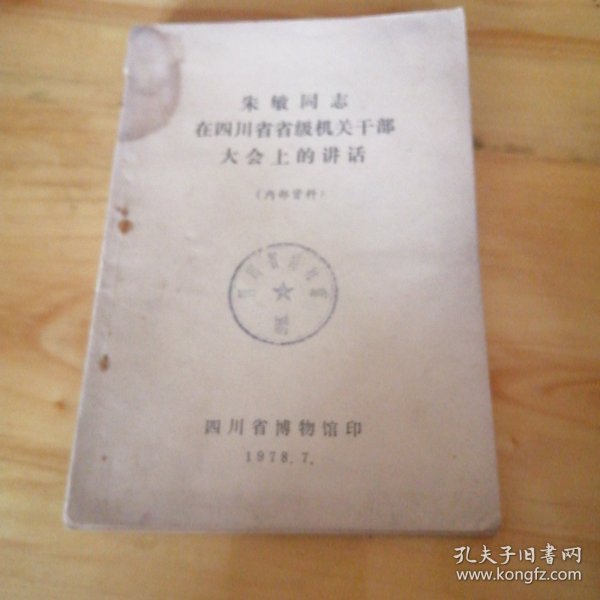 朱敏同志
在四川省省级机关干部
大会上的讲话
（内部资料）
四川省博物馆印
1978.7.
孔夫子旧书网
www.kongfz.com